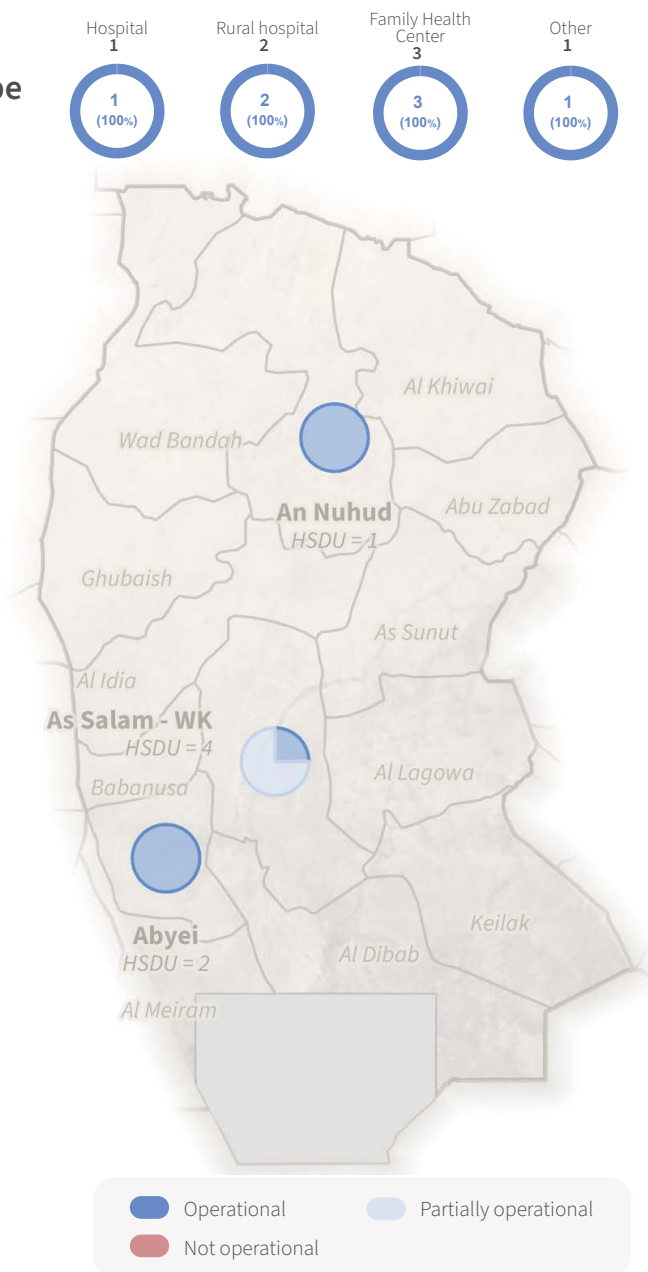 Hospital
1
Rural hospital
2
Family Health
Center
3
Other
1
pe
1
(100%)
2
(100%)
3
(100%)
1
(100%)
Al Khiwai
Wad Bandah
An Nuhud
HSDU = 1
Abu Zabad
Ghubaish
As Sunut
Al Idia
As Salam - WK
HSDU = 4
Al Lagowa
Babanusa
Abyei
HSDU = 2
Keilak
Al Dibab
Al Meiram
Operational
Partially operational
Not operational